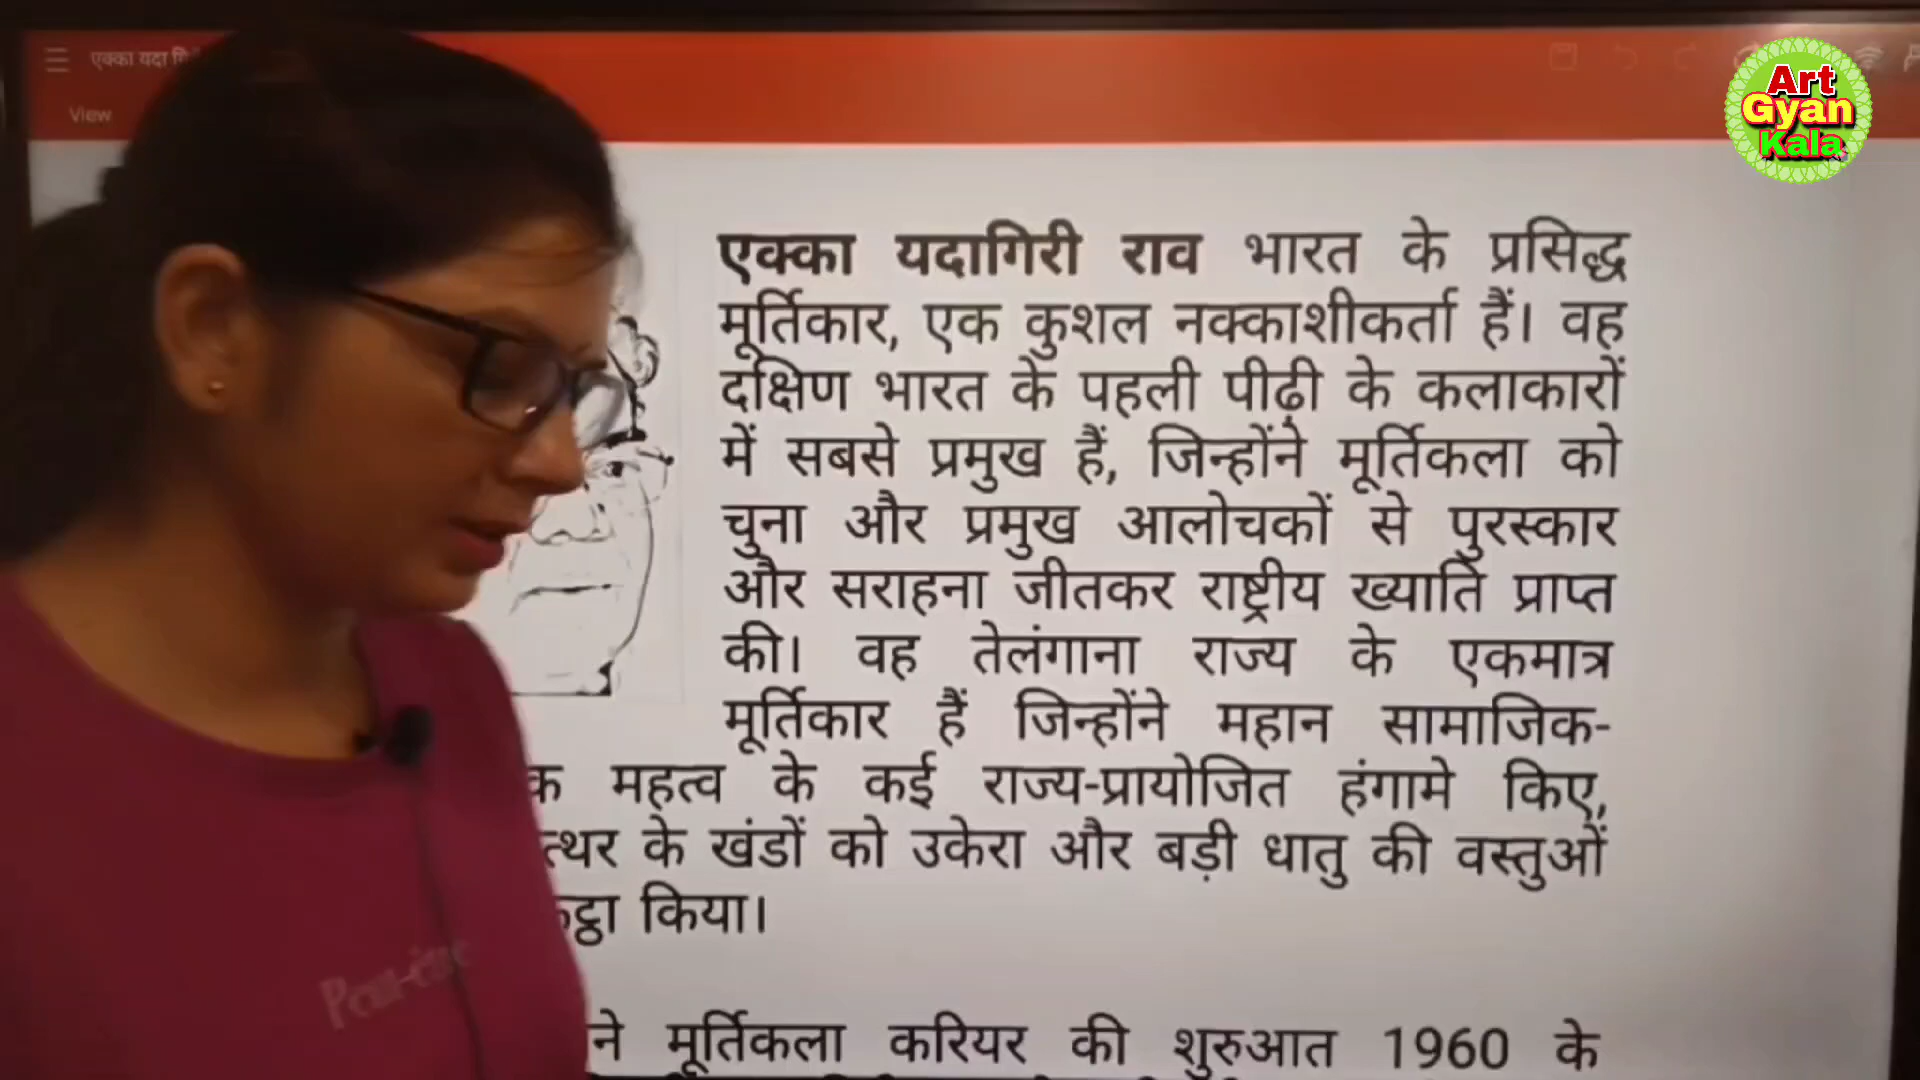 एक्का यदा
View
Art
Gyan
Kala
एक्का यदागिरी राव भारत के प्रसिद्ध
मूर्तिकार, एक कुशल नक्काशीकर्ता हैं। वह
दक्षिण भारत के पहली पीढ़ी के कलाकारों
में सबसे प्रमुख हैं, जिन्होंने मूर्तिकला को
चुना और प्रमुख आलोचकों से पुरस्कार
और सराहना जीतकर राष्ट्रीय ख्याति प्राप्त
की। वह तेलंगाना राज्य के एकमात्र
मूर्तिकार हैं जिन्होंने महान सामाजिक-
क महत्व के कई राज्य-प्रायोजित हंगामे किए,
त्थर के खंडों को उकेरा और बड़ी धातु की वस्तुओं
किया।
ने मूर्तिकला करियर की शुरुआत 1960 के